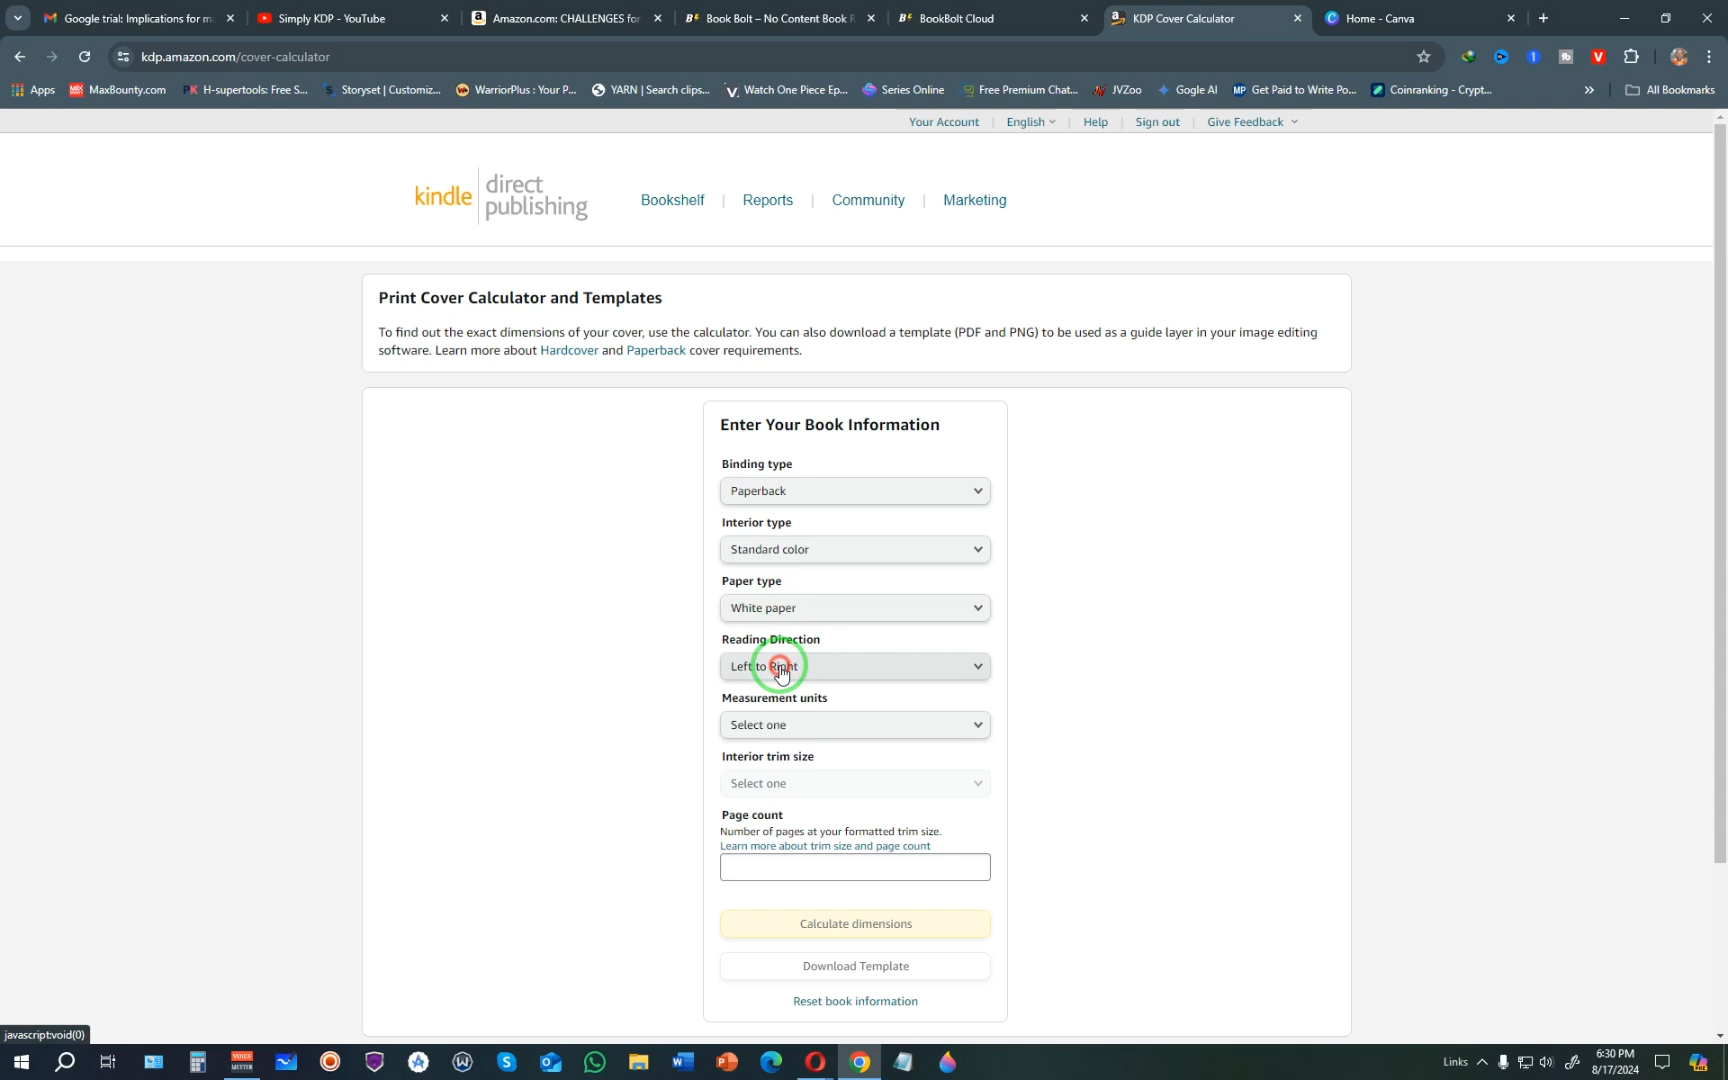 Google trial: Implications for m
Simply KDP - YouTube
Amazon.com: CHALLENGES for
Book Bolt – No Content Book R
BookBolt Cloud
KDP Cover Calculator
Home - Canva
kdp.amazon.com/cover-calculator
Apps
MaxBounty.com
H-supertools: Free S...
Storyset | Customiz...
WarriorPlus : Your P...
YARN | Search clips...
Watch One Piece Ep...
Series Online
Free Premium Chat...
JVZoo
Gogle AI
Get Paid to Write Po...
Coinranking - Crypt...
All Bookmarks
Your Account
English
Help
Sign out
Give Feedback
kindle direct publishing
Bookshelf
Reports
Community
Marketing
Print Cover Calculator and Templates
To find out the exact dimensions of your cover, use the calculator. You can also download a template (PDF and PNG) to be used as a guide layer in your image editing
software. Learn more about Hardcover and Paperback cover requirements.
Enter Your Book Information
Binding type
Paperback
Interior type
Standard color
Paper type
White paper
Reading Direction
Left to Right
Measurement units
Select one
Interior trim size
Select one
Page count
Number of pages at your formatted trim size.
Learn more about trim size and page count
Calculate dimensions
Download Template
Reset book information
javascript:void(0)
Links
6:30 PM
8/17/2024